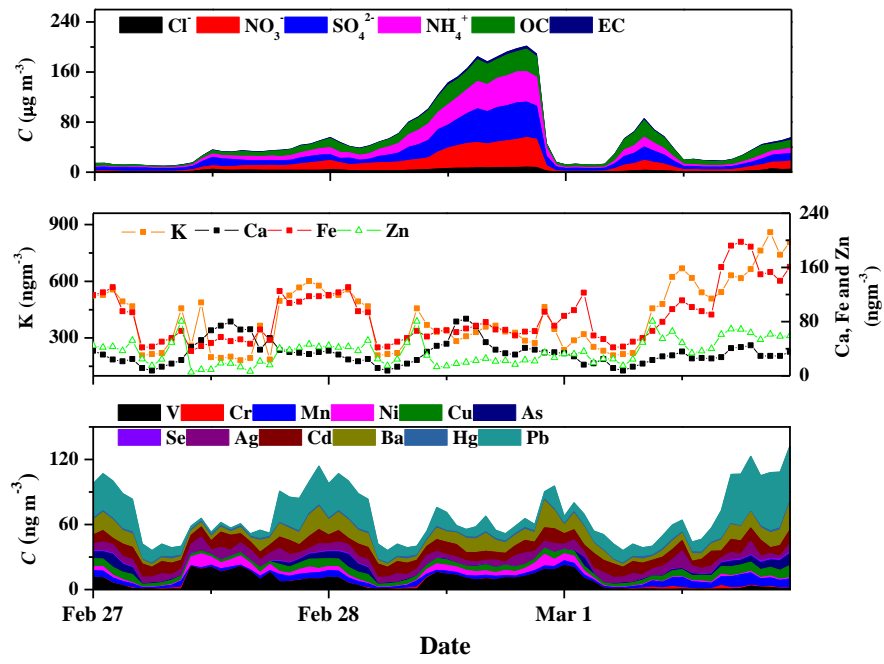 Cl⁻ NO₃⁻ SO₄²⁻ NH₄⁺ OC EC
240
160
80
0
C (μg m⁻³)
K Ca Fe Zn
900
600
300
K (ngm⁻³)
240
160
80
0
Ca, Fe and Zn
(ngm⁻³)
V Cr Mn Ni Cu As
Se Ag Cd Ba Hg Pb
120
60
0
C (ng m⁻³)
Feb 27 Feb 28 Mar 1
Date